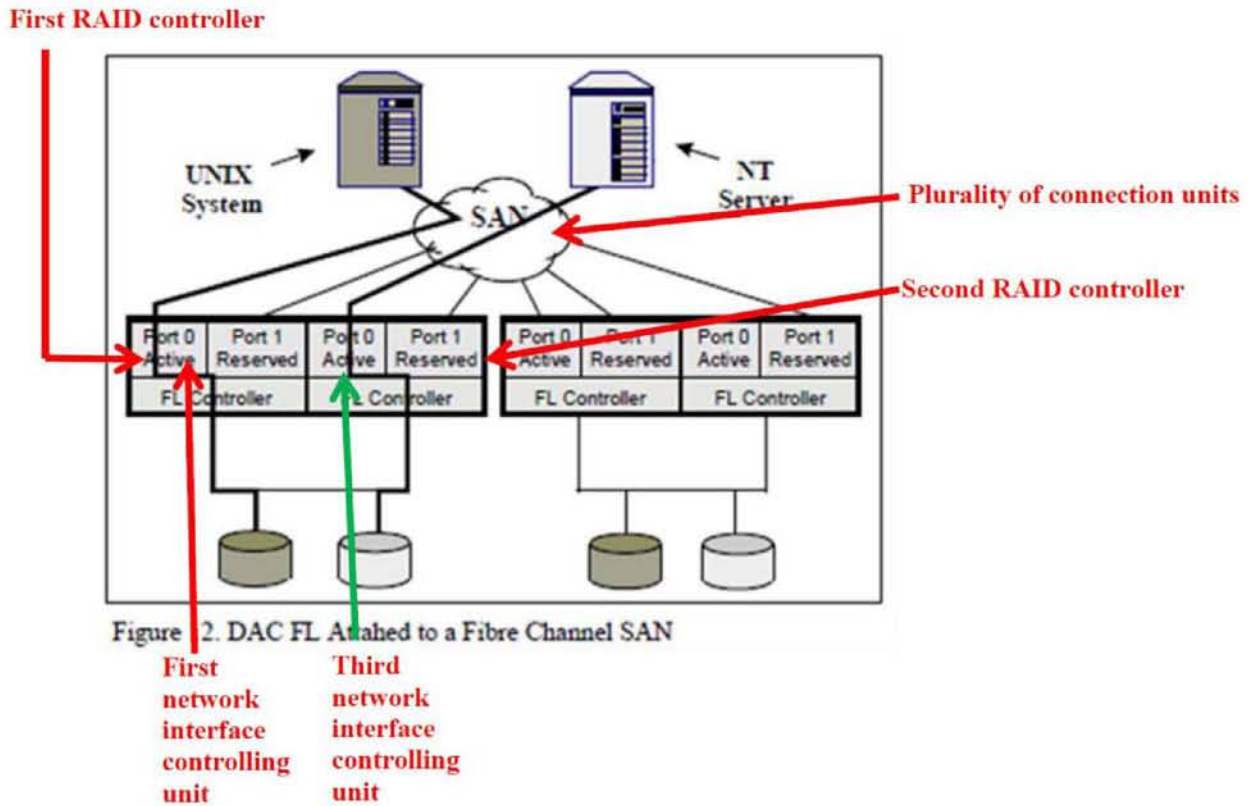 First RAID controller
UNIX
System
NT
Server
SAN
Plurality of connection units
Second RAID controller
Port 0
Active
Port 1
Reserved
Port 0
Active
Port 1
Reserved
FL Controller
FL Controller
Port 0
Active
Port 1
Reserved
Port 0
Active
Port 1
Reserved
FL Controller
FL Controller
Figure 2. DAC FL Attahed to a Fibre Channel SAN
First
network
interface
controlling
unit
Third
network
interface
controlling
unit